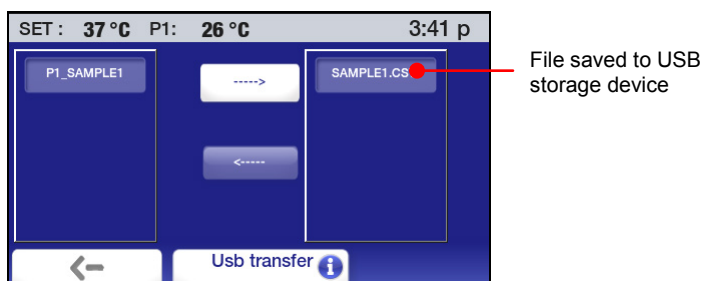 SET : 37 °C P1: 26 °C 3:41 p
P1_SAMPLE1
----->
SAMPLE1.CS
<-----
Usb transfer
File saved to USB
storage device